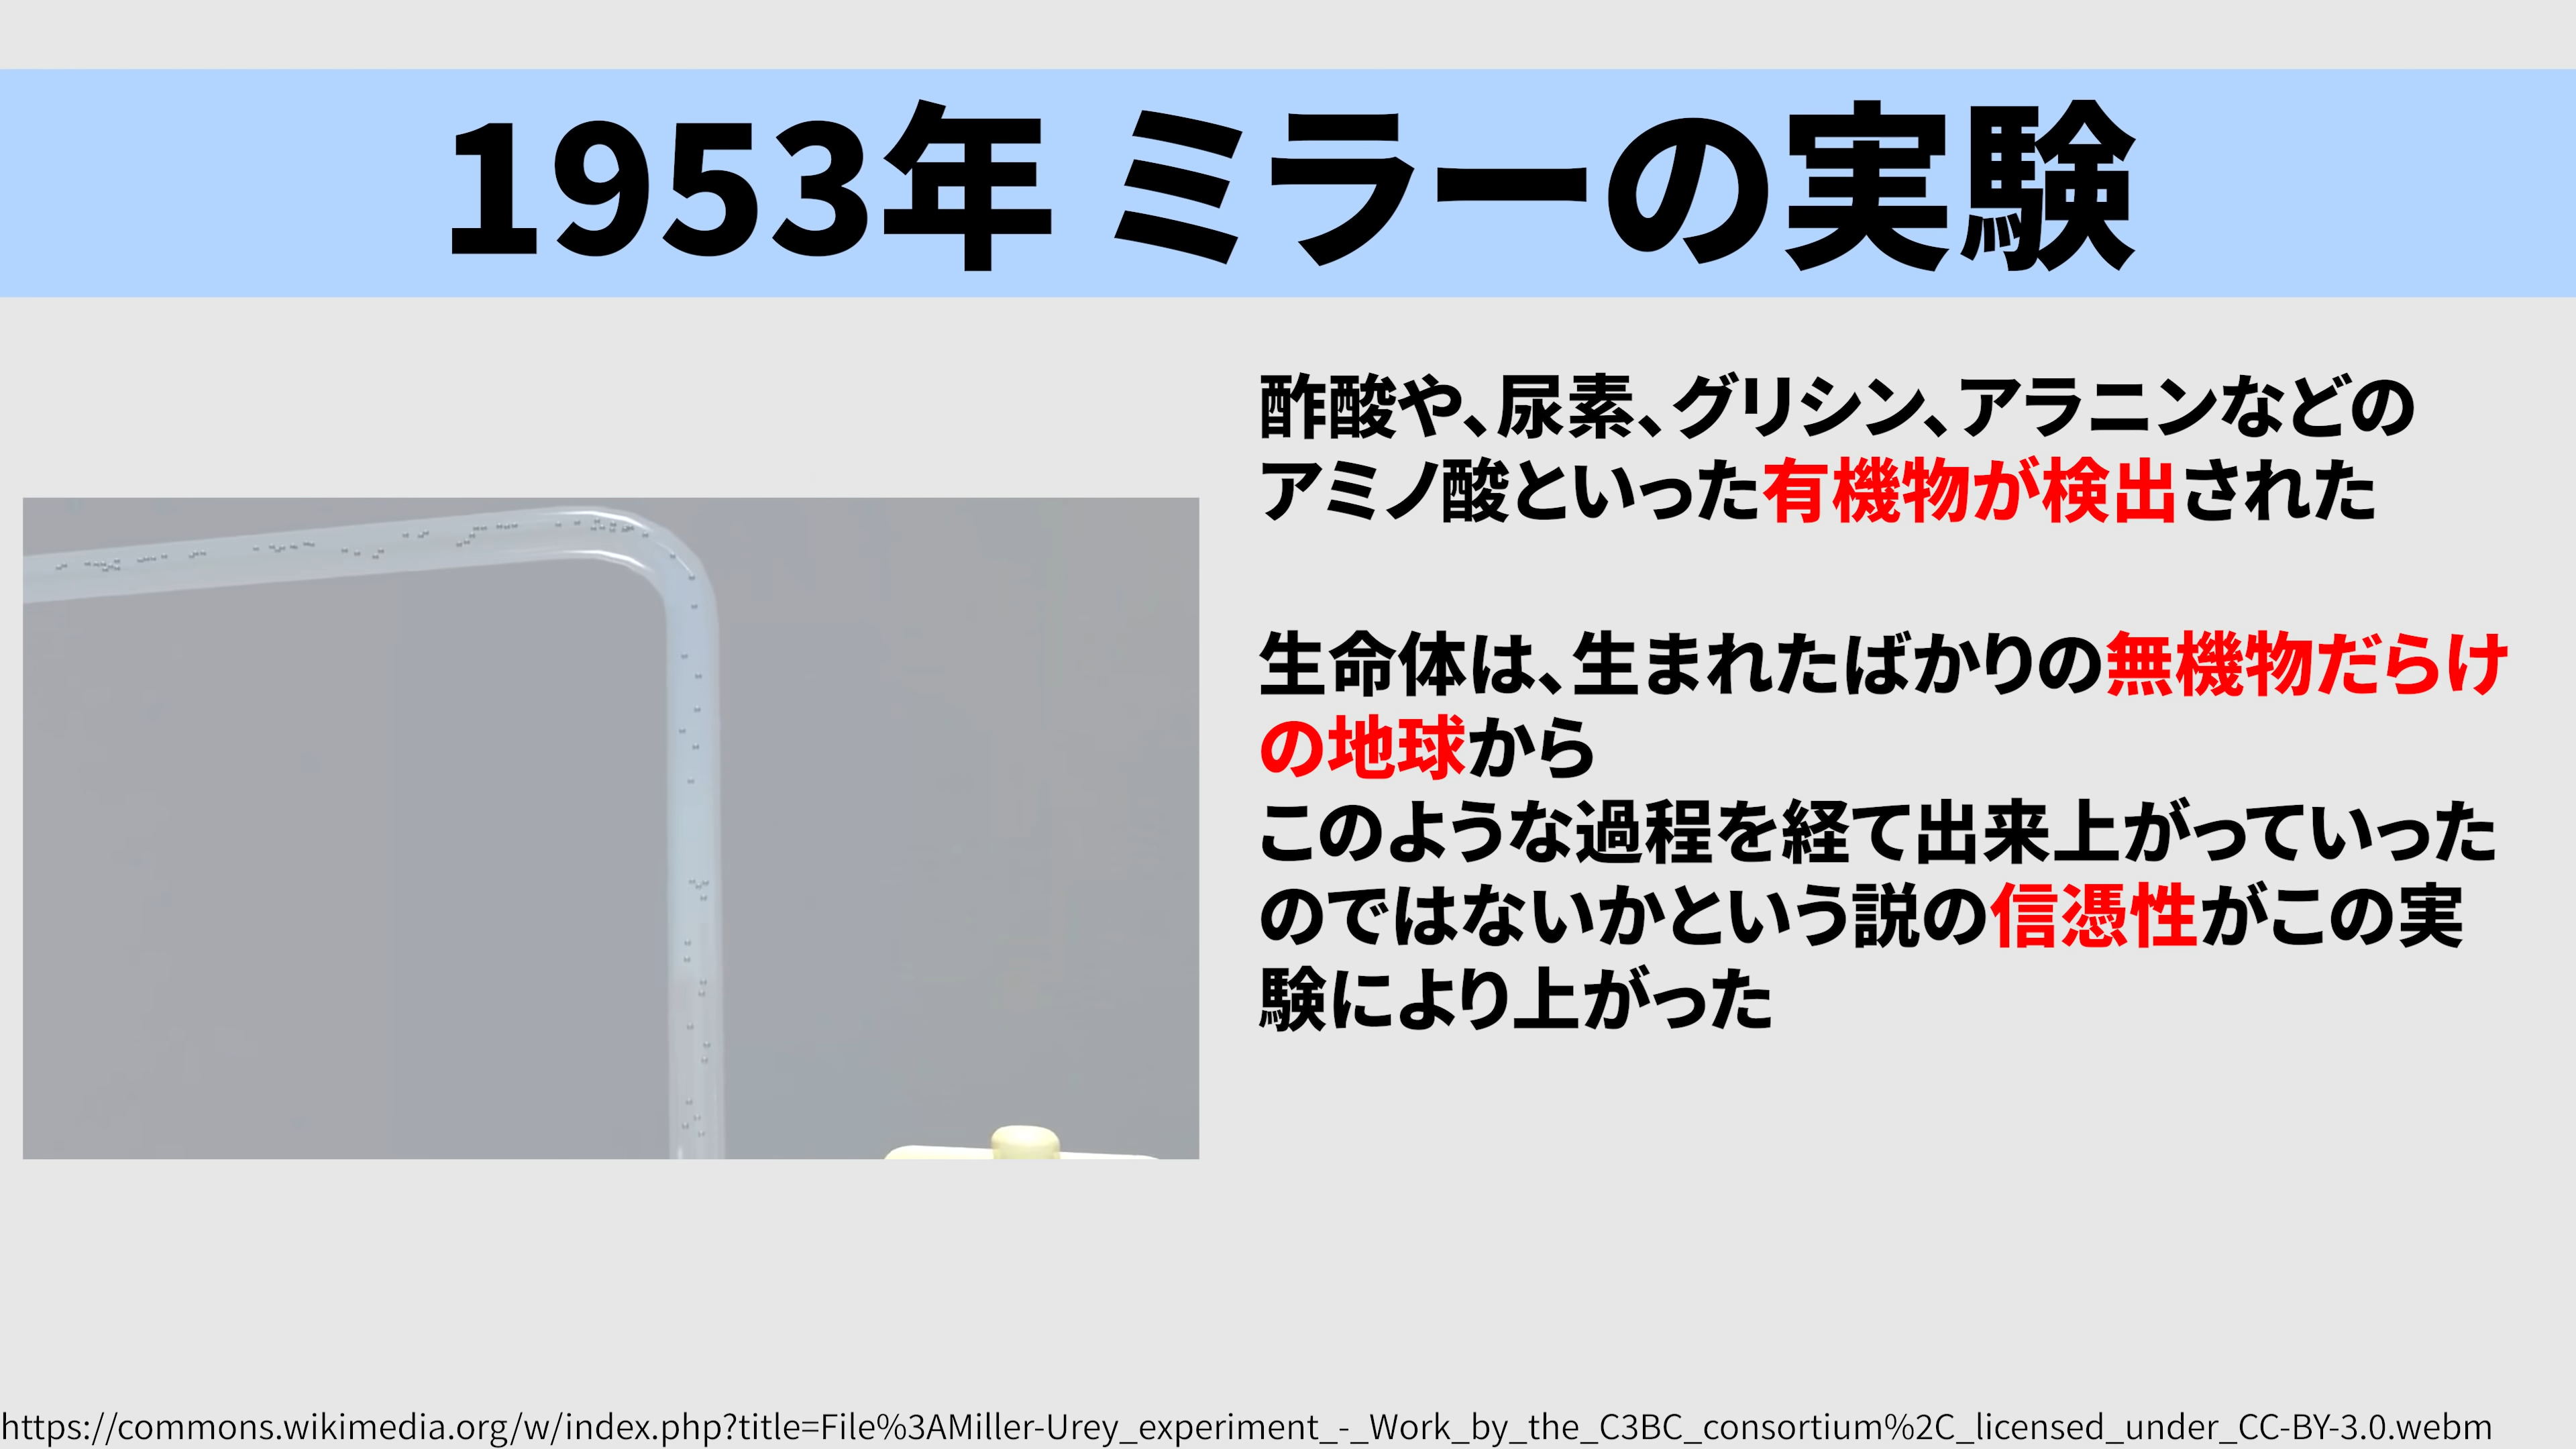 1953年 ミラーの実験
酢酸や、尿素、グリシン、アラニンなどの
アミノ酸といった有機物が検出された
生命体は、生まれたばかりの無機物だらけ
の地球から
このような過程を経て出来上がっていった
のではないかという説の信憑性がこの実
験により上がった
https://commons.wikimedia.org/w/index.php?title=File%3AMiller-Urey_experiment_-_Work_by_the_C3BC_consortium%2C_licensed_under_CC-BY-3.0.webm